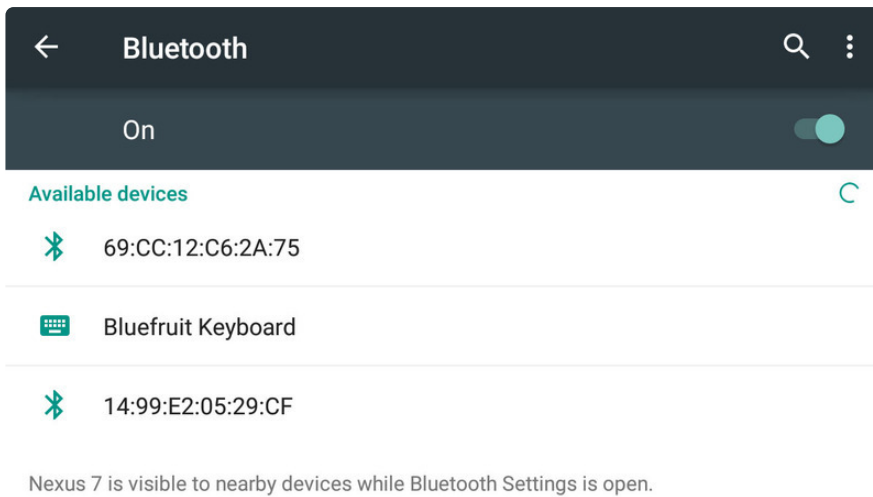 Bluetooth
On
Available devices
69:CC:12:C6:2A:75
Bluefruit Keyboard
14:99:E2:05:29:CF
Nexus 7 is visible to nearby devices while Bluetooth Settings is open.